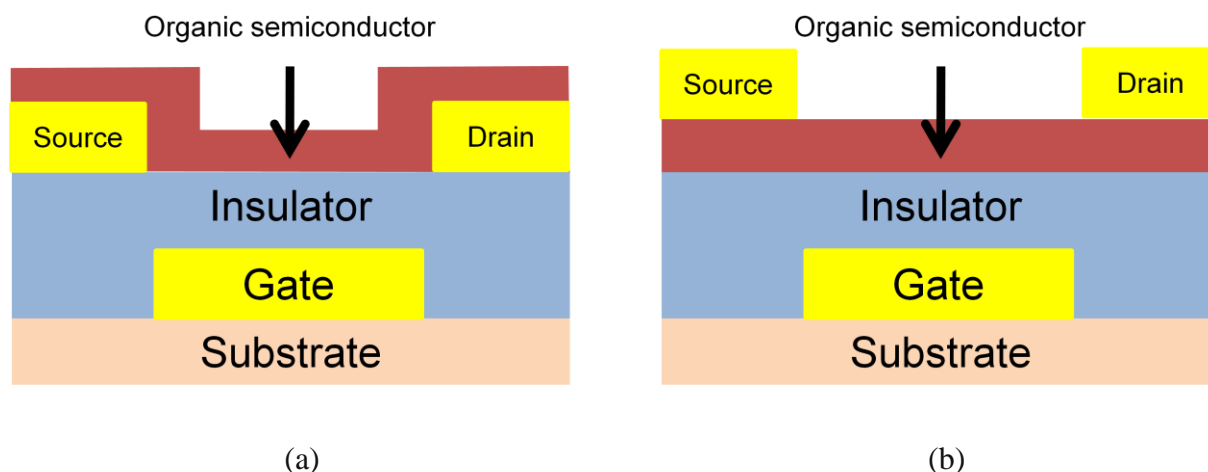 Organic semiconductor
Source
Drain
Insulator
Gate
Substrate
(a)
Organic semiconductor
Source
Drain
Insulator
Gate
Substrate
(b)